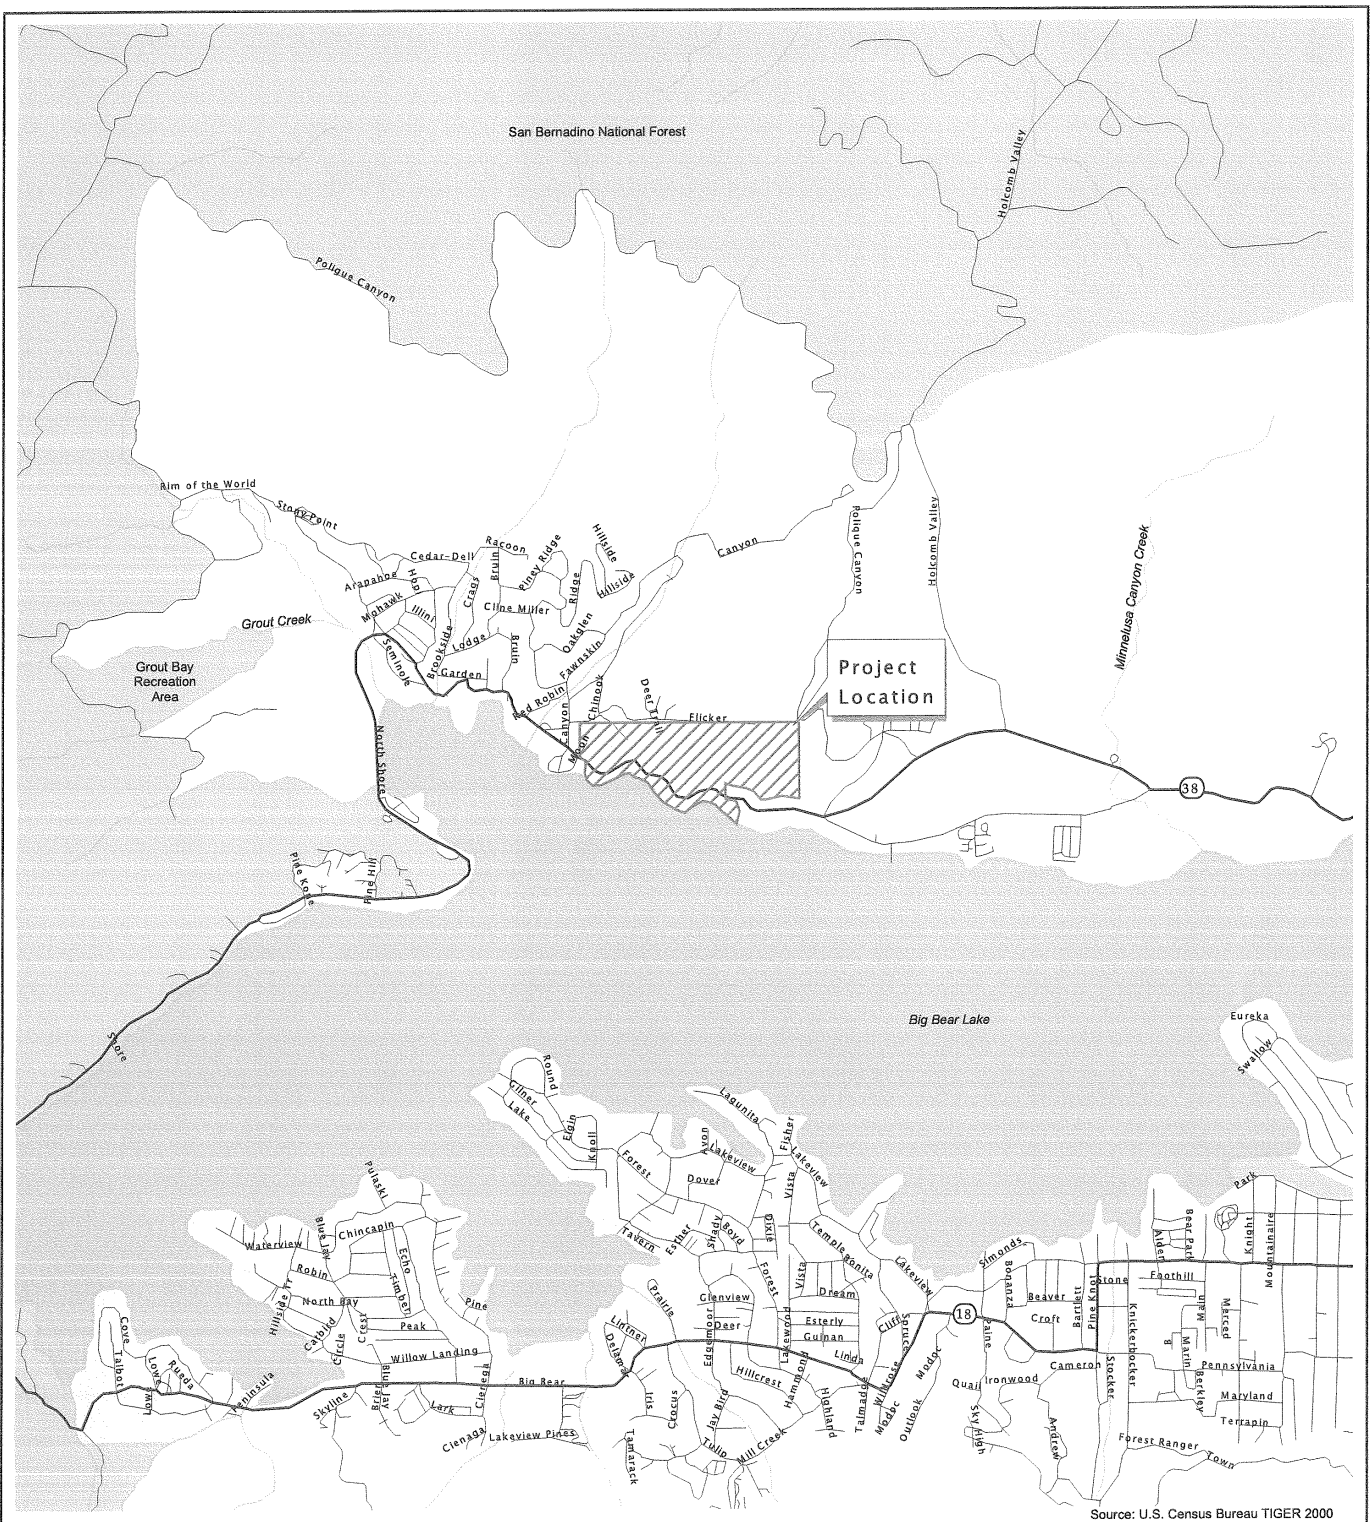 San Bernadino National Forest
Holcomb Valley
Poligue Canyon
Rim of the World
Stony Point
Cedar-Dell
Racoon
Bruin
Piney Ridge
Hillside
Hillside
Ridge
Canyon
Polique Canyon
Holcomb Valley
Minnelusa Canyon Creek
Arapahoe
Hop
Mohawk
Illini
Crags
Cline Miller
Grout Creek
Seminole
Brookside
Lodge
Bruin
Oakglen
Fawnskin
Garden
Red Robin
Grout Bay
Recreation
Area
Project
Location
Canyon
Chinook
Deer Trail
Flicker
Moon
North Shore
38
Pine Kone
Pine Hill
Shore
Big Bear Lake
Eureka
Swallow
Round
Gilner
Lake
Elgin
Knoll
Lagunita
Fisher
Avon
Lakeview
Lakeview
Forest
Dover
Vista
Pulaski
Park
Waterview
Blue Jay
Chincapin
Echo
Timber
Robin
Hillside Tr
North Bay
Catbird
Circle
Crest
Peak
Pine
Willow Landing
Tavern
Esther
Shady
Boyd
Dixie
Temple
Bonita
Lakeview
Simonds
Bonanza
Alden
Bear Park
Knight
Mountainaire
Forest
Vista
Dream
Prairie
Glenview
Deer
Edgemoor
Lakewood
Esterly
Guinan
Cliff
Spruce
18
Paine
Beaver
Croft
Bartlett
Pine Knot
Stone
Foothill
Knickerbocker
Main
Merced
B
Marin
Cove
Talbot
Lowe
Rueda
Low
Peninsula
Skyline
Brier
Blue Jay
Lark
Cienega
Big Bear
Cienaga
Lakeview Pines
Lintner
Delamar
Iris
Crocus
Jay Bird
Tulip
Mill Creek
Tamarack
Hillcrest
Hammond
Linda
Highland
Talmadge
Wildrose
Modoc
Modoc
Outlook
Quail
Ironwood
Sky High
Andrew
Cameron
Stocker
Pennsylvania
Berkley
Maryland
Terrapin
Forest Ranger
Town
Source: U.S. Census Bureau TIGER 2000